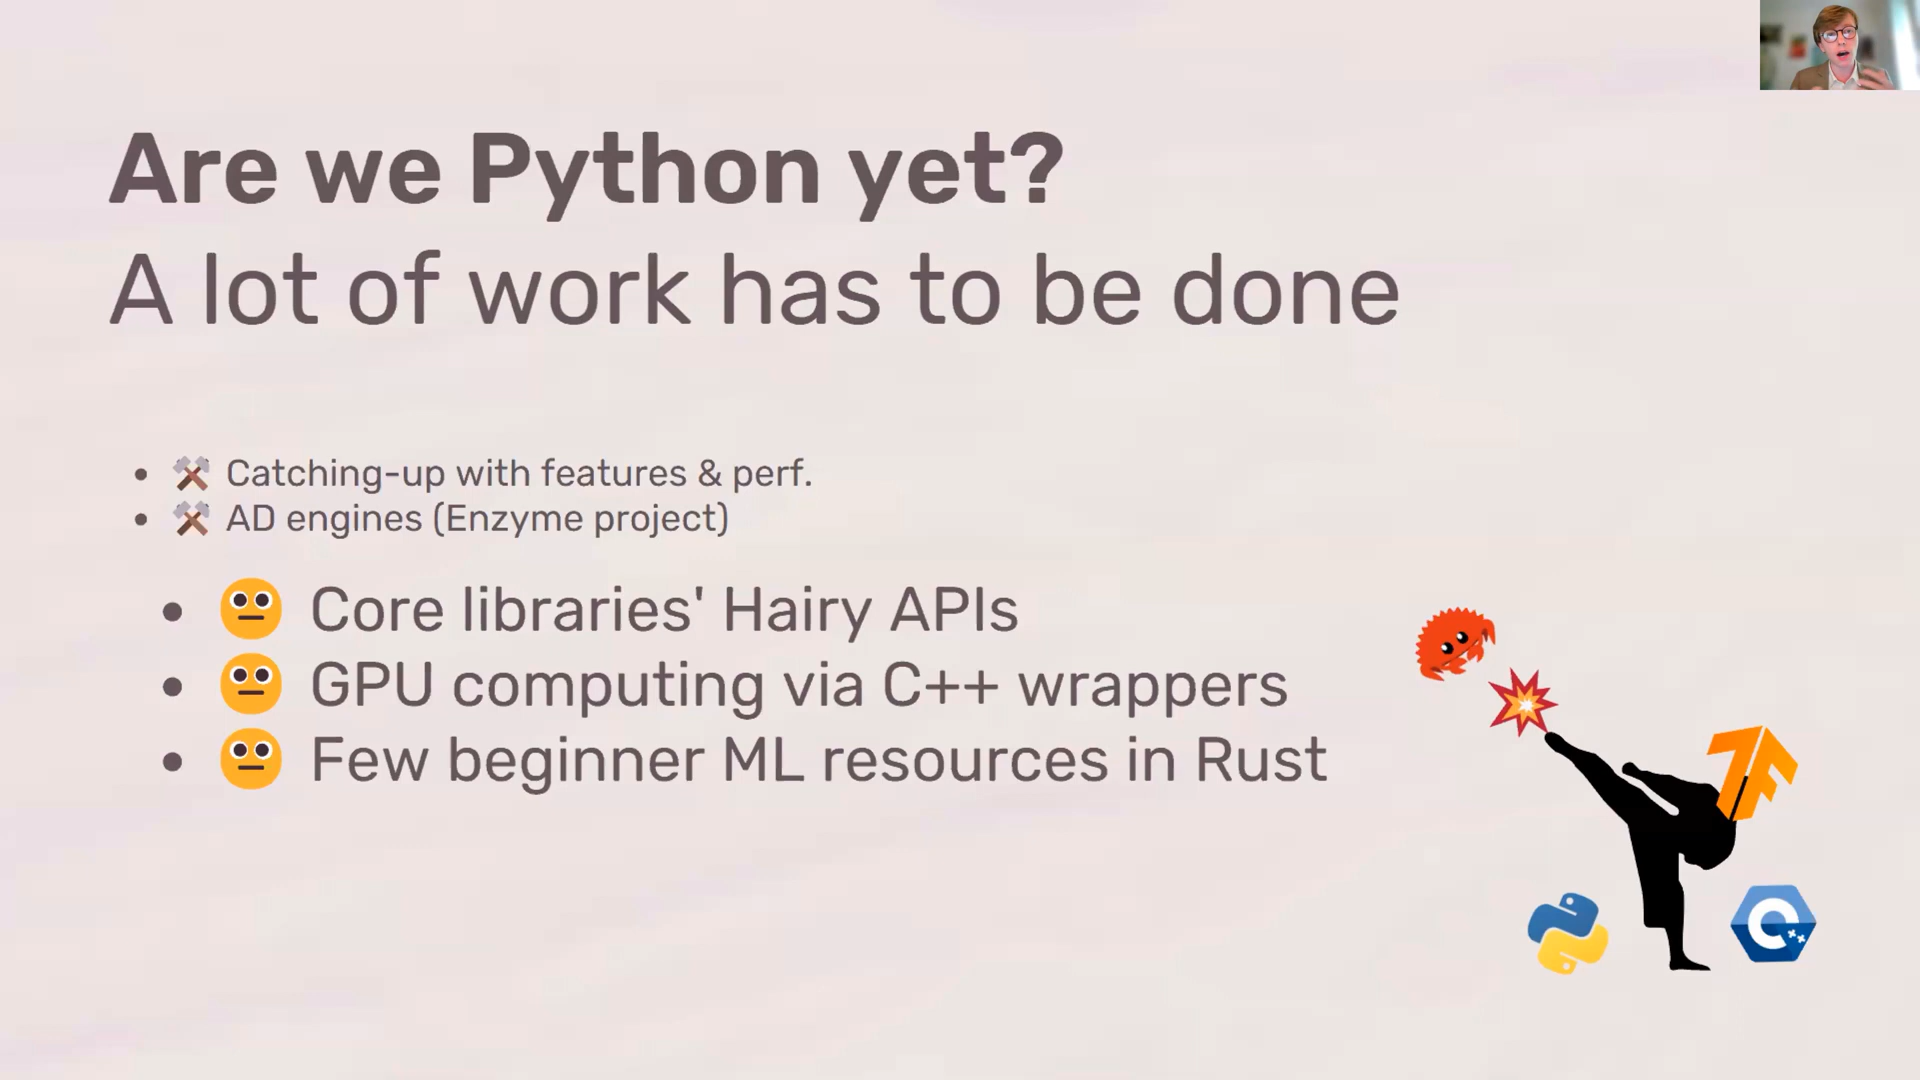 Are we Python yet?
A lot of work has to be done
• ⚒️ Catching-up with features & perf.
• ⚒️ AD engines (Enzyme project)
• 😐 Core libraries' Hairy APIs
• 😐 GPU computing via C++ wrappers
• 😐 Few beginner ML resources in Rust